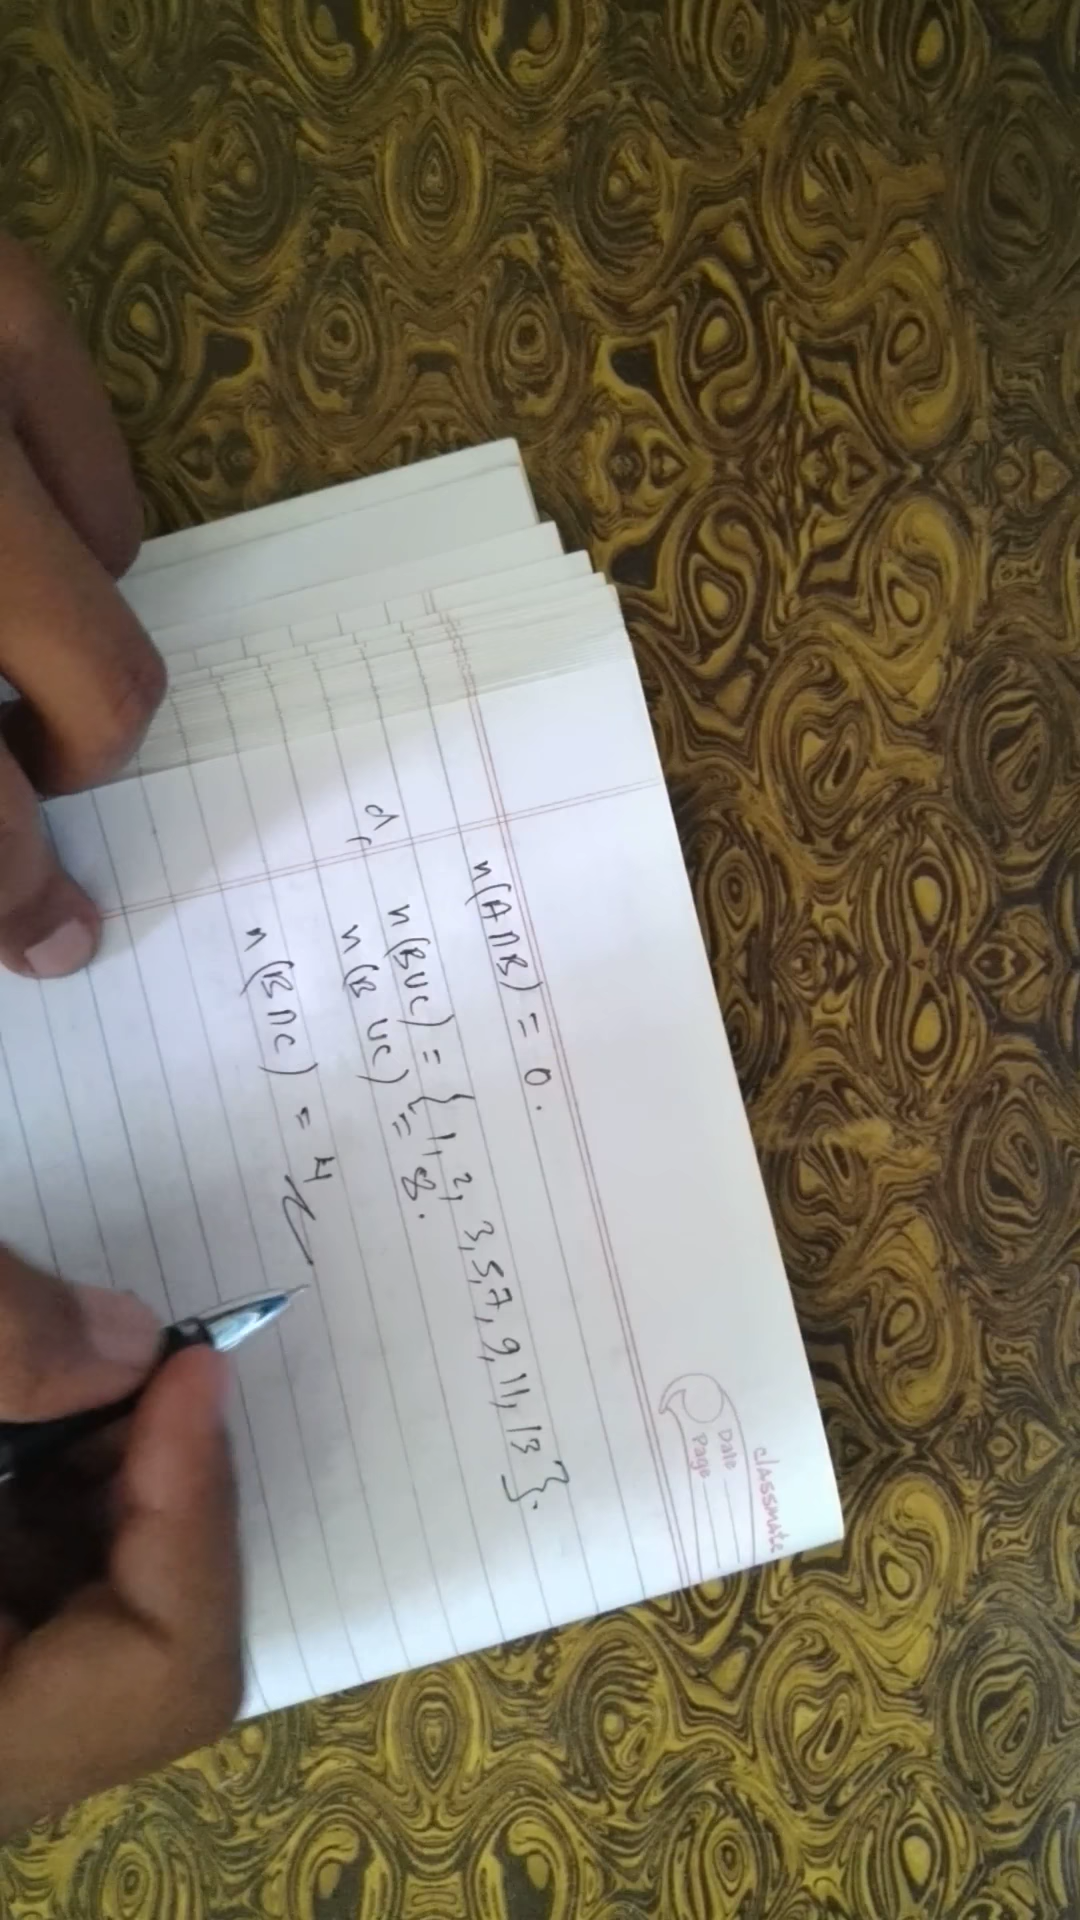 classmate
Date
Page
n(A∩B) = 0.
d, n(B∪C) = {1, 2, 3, 5, 7, 9, 11, 13}.
n(B∪C) = 8.
n(B∩C) = 4